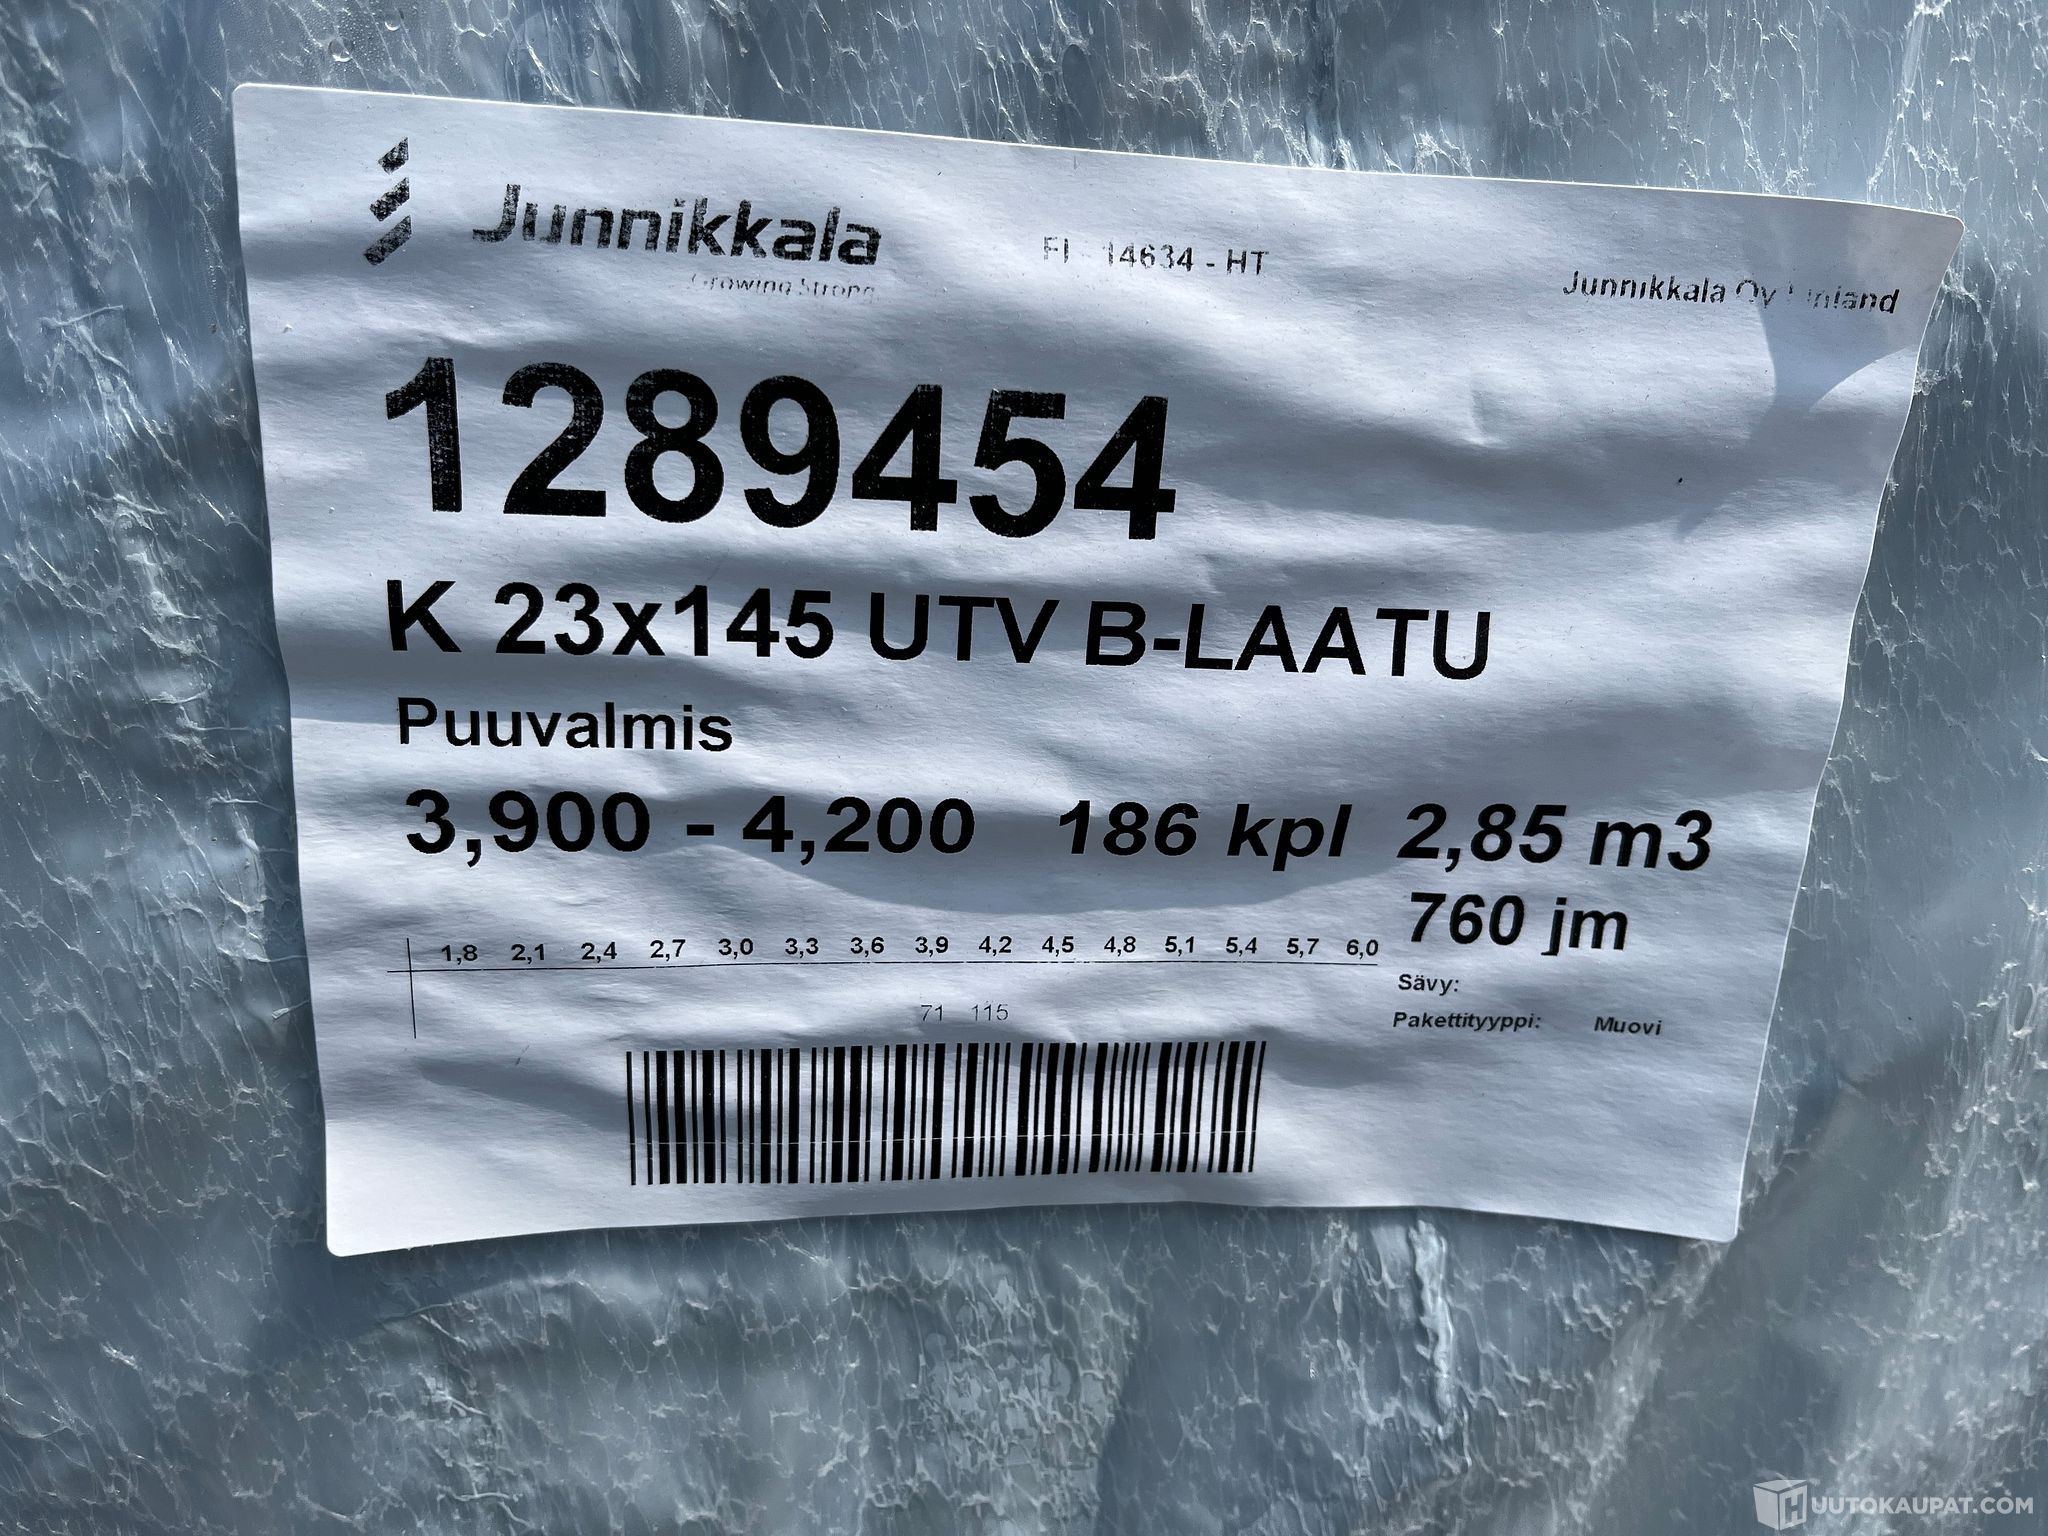 Junnikkala
Growing Strong
FI - 14634 - HT
Junnikkala Oy Finland
1289454
K 23x145 UTV B-LAATU
Puuvalmis
3,900 - 4,200 186 kpl 2,85 m3
760 jm
1,8 2,1 2,4 2,7 3,0 3,3 3,6 3,9 4,2 4,5 4,8 5,1 5,4 5,7 6,0
71 115
Sävy:
Pakettityyppi: Muovi
HUUTOKAUPAT.COM